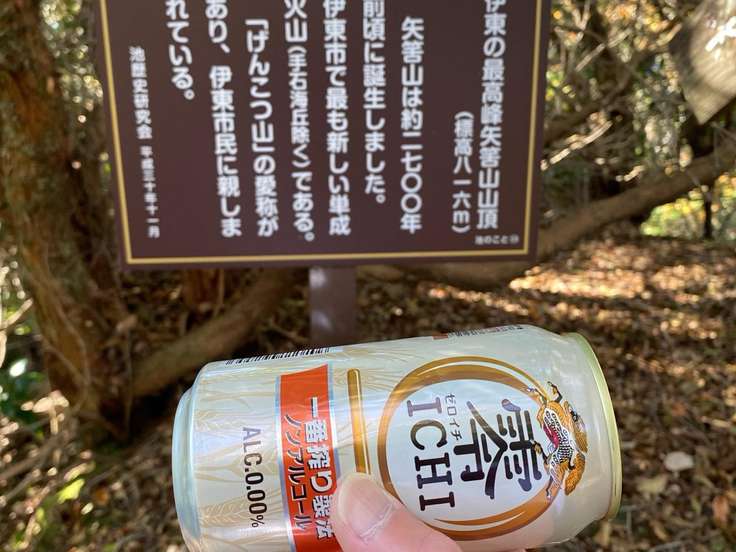 伊東の最高峰矢筈山山頂
(標高八一六m)
矢筈山は約二七〇〇年
前頃に誕生しました。
伊東市で最も新しい単成
火山(手石海丘除く)である。
「げんこつ山」の愛称が
あり、伊東市民に親しま
れている。
池歴史研究会 平成三十年十一月
池のこと
零
ゼロイチ
ICHI
一番搾り製法
ノンアルコール
ALC.0.00%